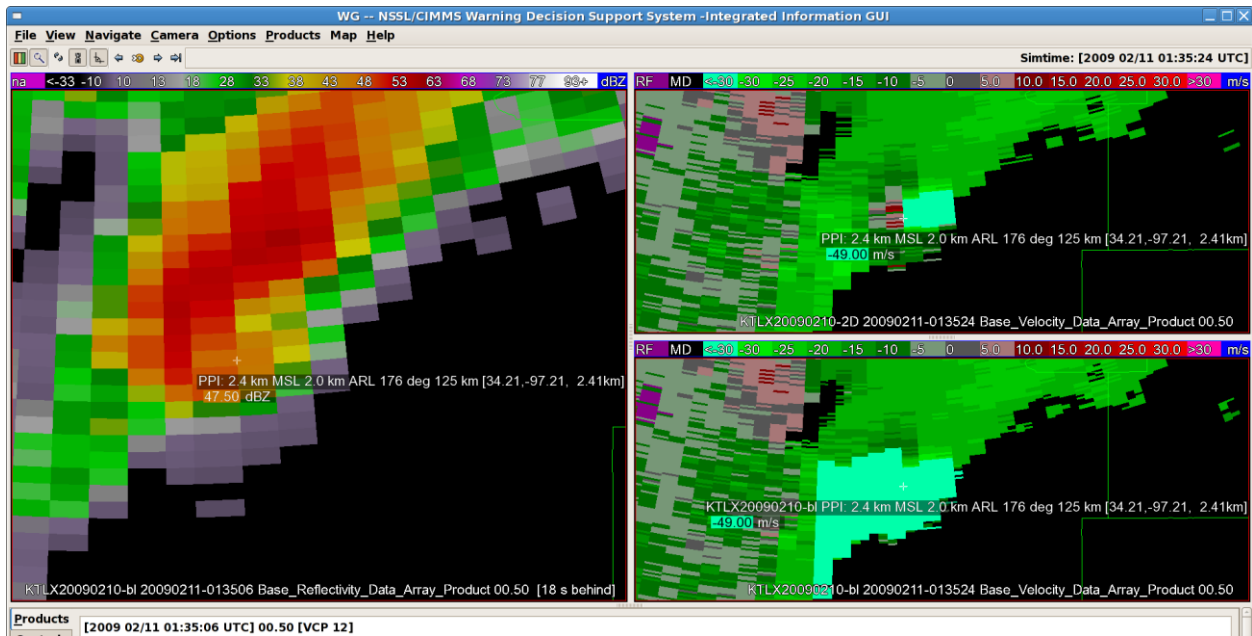 WG -- NSSL/CIMMS Warning Decision Support System -Integrated Information GUI
File View Navigate Camera Options Products Map Help
Simtime: [2009 02/11 01:35:24 UTC]
na <-33 -10 10 13 18 28 33 38 43 48 53 63 68 73 77 93+ dBZ
PPI: 2.4 km MSL 2.0 km ARL 176 deg 125 km [34.21,-97.21, 2.41km]
47.50 dBZ
KTLX20090210-bl 20090211-013506 Base_Reflectivity_Data_Array_Product 00.50 [18 s behind]
RF MD <-30 -30 -25 -20 -15 -10 -5 0 5.0 10.0 15.0 20.0 25.0 30.0 >30 m/s
PPI: 2.4 km MSL 2.0 km ARL 176 deg 125 km [34.21,-97.21, 2.41km]
-49.00 m/s
KTLX20090210-2D 20090211-013524 Base_Velocity_Data_Array_Product 00.50
RF MD <-30 -30 -25 -20 -15 -10 -5 0 5.0 10.0 15.0 20.0 25.0 30.0 >30 m/s
KTLX20090210-bl PPI: 2.4 km MSL 2.0 km ARL 176 deg 125 km [34.21,-97.21, 2.41km]
-49.00 m/s
KTLX20090210-bl 20090211-013524 Base_Velocity_Data_Array_Product 00.50
Products
[2009 02/11 01:35:06 UTC] 00.50 [VCP 12]